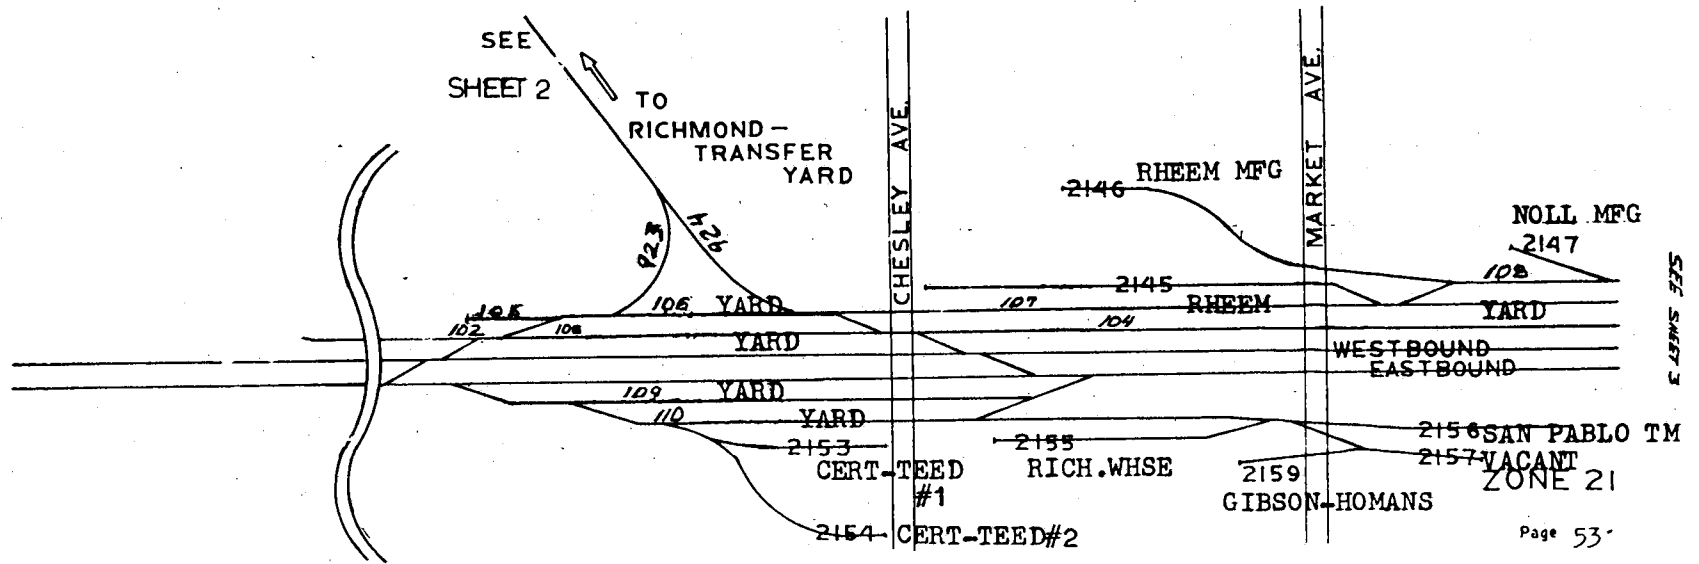 SEE
SHEET 2
TO
RICHMOND-
TRANSFER
YARD
CHESLEY AVE.
MARKET AVE.
RHEEM MFG
2146
NOLL MFG
2147
923
924
2145
108
105
106
YARD
107
RHEEM
YARD
102
YARD
104
WESTBOUND
EASTBOUND
109
YARD
110
YARD
2153
CERT-TEED
#1
2154
CERT-TEED#2
2155
RICH.WHSE
2156
SAN PABLO TM
2157
VACANT
ZONE 21
2159
GIBSON-HOMANS
SEE SHEET 3
Page 53